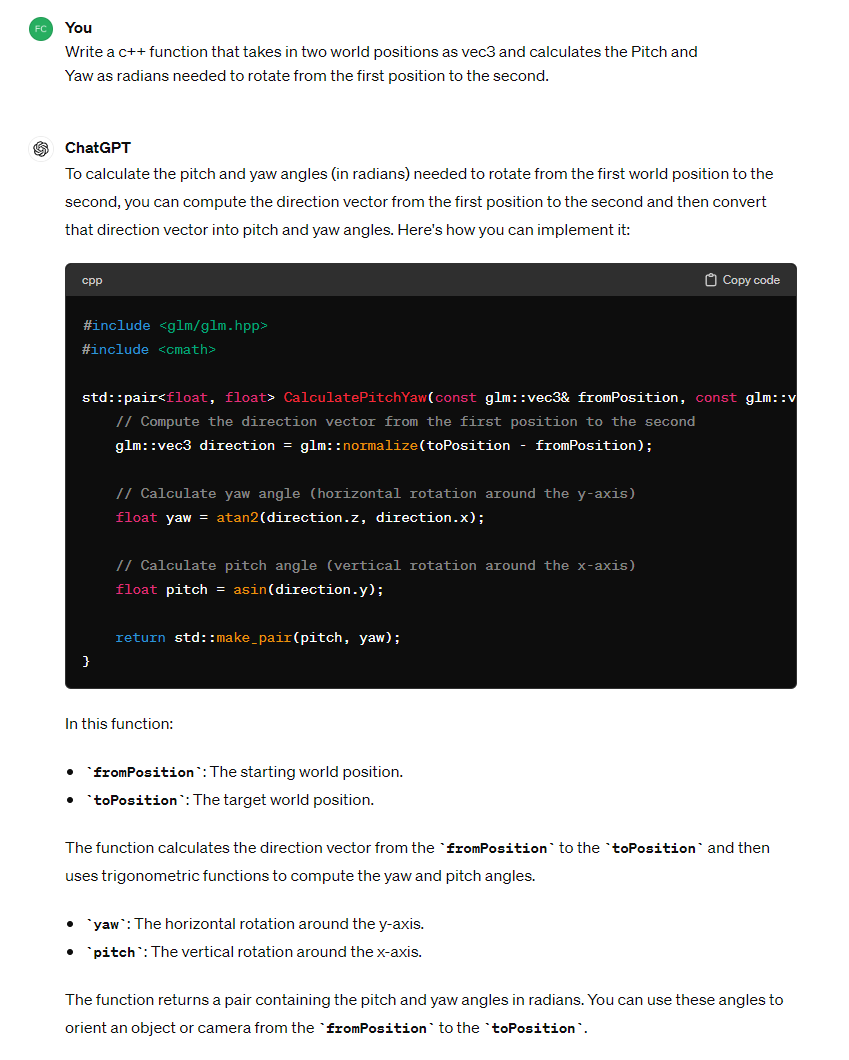 FC You
Write a c++ function that takes in two world positions as vec3 and calculates the Pitch and
Yaw as radians needed to rotate from the first position to the second.
ChatGPT
To calculate the pitch and yaw angles (in radians) needed to rotate from the first world position to the
second, you can compute the direction vector from the first position to the second and then convert
that direction vector into pitch and yaw angles. Here's how you can implement it:
cpp Copy code
#include <glm/glm.hpp>
#include <cmath>
std::pair<float, float> CalculatePitchYaw(const glm::vec3& fromPosition, const glm::v
// Compute the direction vector from the first position to the second
glm::vec3 direction = glm::normalize(toPosition - fromPosition);
// Calculate yaw angle (horizontal rotation around the y-axis)
float yaw = atan2(direction.z, direction.x);
// Calculate pitch angle (vertical rotation around the x-axis)
float pitch = asin(direction.y);
return std::make_pair(pitch, yaw);
}
In this function:
• `fromPosition`: The starting world position.
• `toPosition`: The target world position.
The function calculates the direction vector from the `fromPosition` to the `toPosition` and then
uses trigonometric functions to compute the yaw and pitch angles.
• `yaw`: The horizontal rotation around the y-axis.
• `pitch`: The vertical rotation around the x-axis.
The function returns a pair containing the pitch and yaw angles in radians. You can use these angles to
orient an object or camera from the `fromPosition` to the `toPosition`.